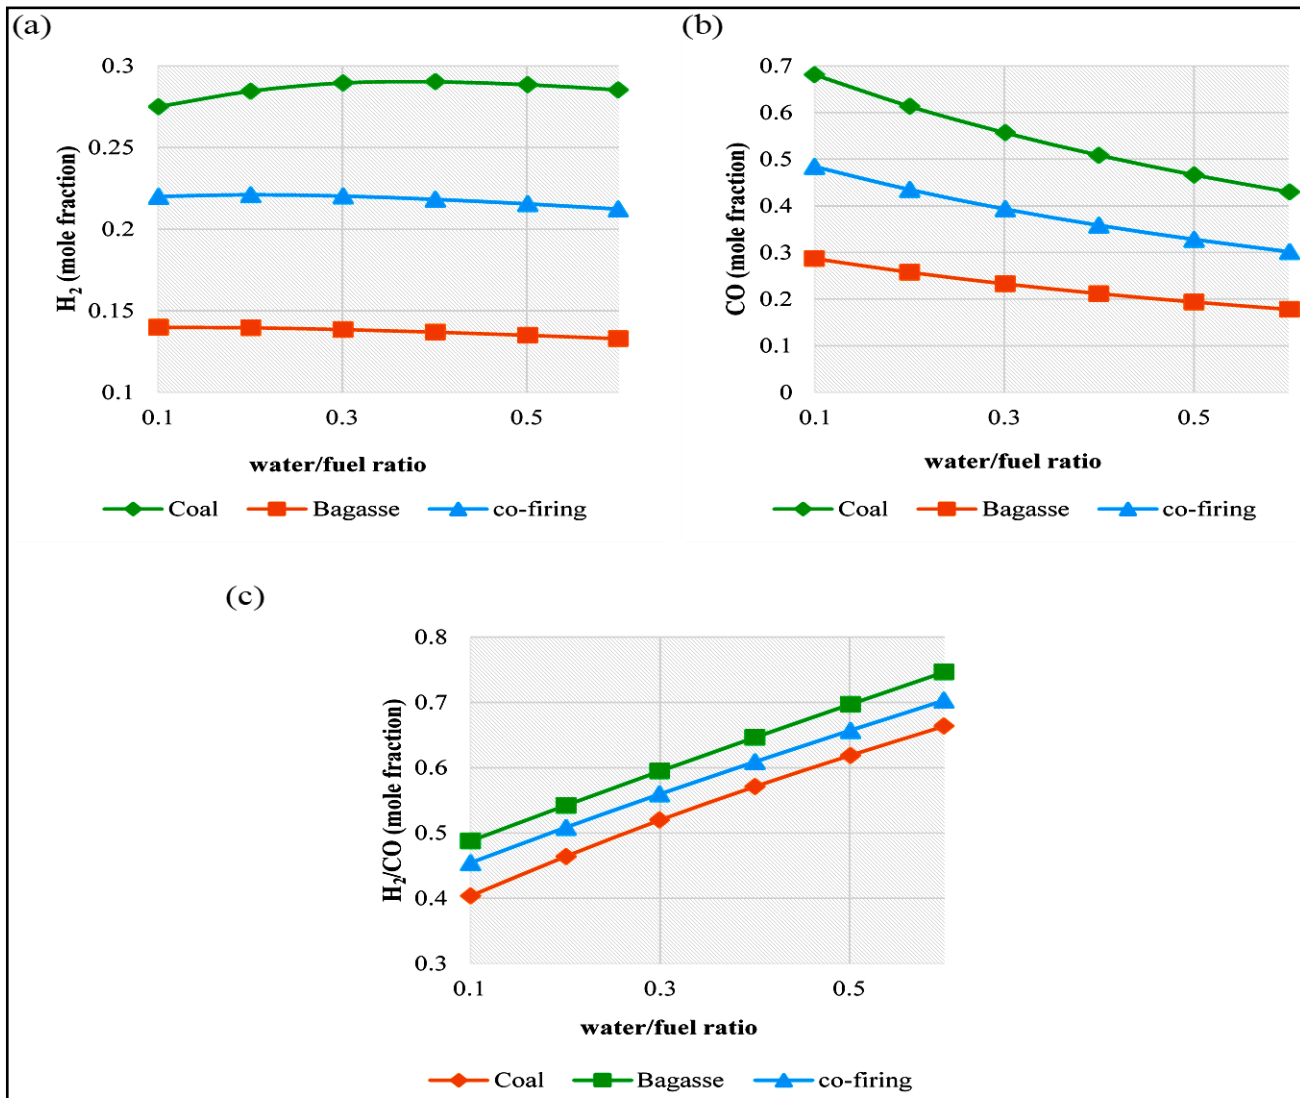 (a)
0.3
0.25
0.2
0.15
0.1
H₂ (mole fraction)
0.1 0.3 0.5
water/fuel ratio
Coal Bagasse co-firing
(b)
0.7
0.6
0.5
0.4
0.3
0.2
0.1
0
CO (mole fraction)
0.1 0.3 0.5
water/fuel ratio
Coal Bagasse co-firing
(c)
0.8
0.7
0.6
0.5
0.4
0.3
H₂/CO (mole fraction)
0.1 0.3 0.5
water/fuel ratio
Coal Bagasse co-firing